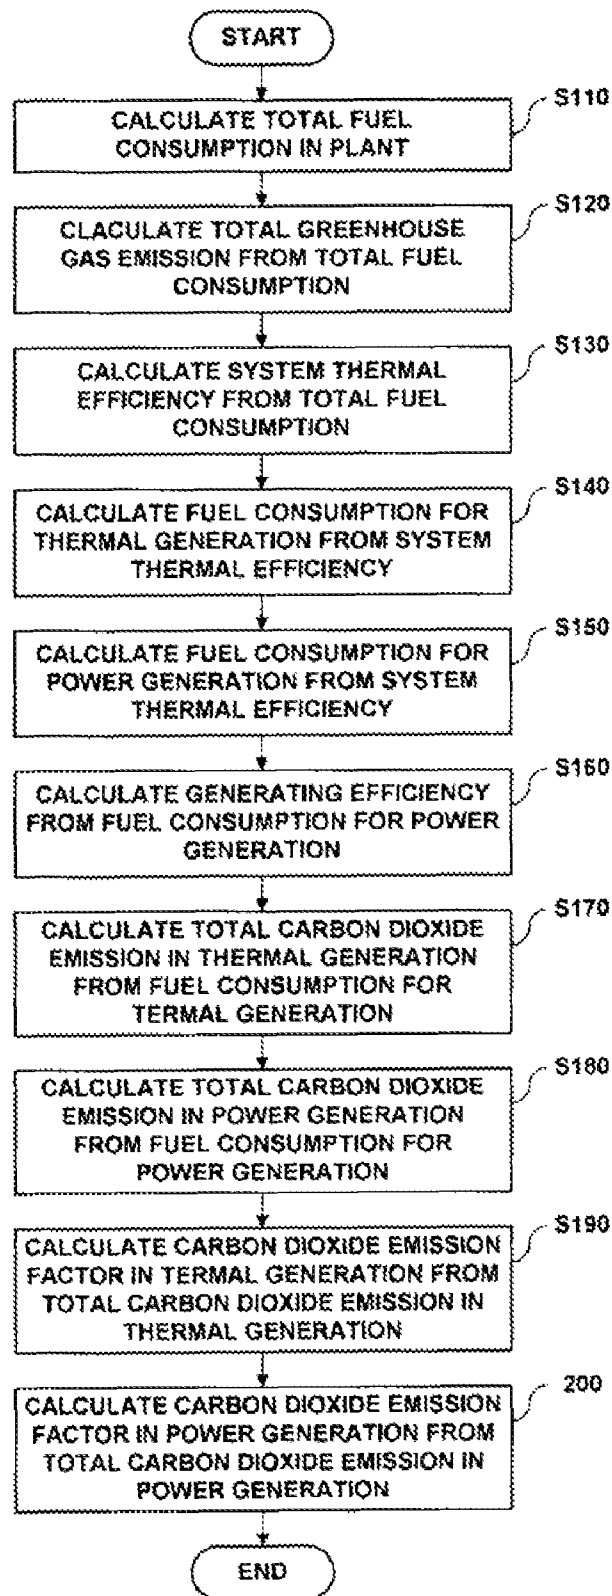 START
S110
CALCULATE TOTAL FUEL
CONSUMPTION IN PLANT
S120
CLACULATE TOTAL GREENHOUSE
GAS EMISSION FROM TOTAL FUEL
CONSUMPTION
S130
CALCULATE SYSTEM THERMAL
EFFICIENCY FROM TOTAL FUEL
CONSUMPTION
S140
CALCULATE FUEL CONSUMPTION FOR
THERMAL GENERATION FROM SYSTEM
THERMAL EFFICIENCY
S150
CALCULATE FUEL CONSUMPTION FOR
POWER GENERATION FROM SYSTEM
THERMAL EFFICIENCY
S160
CALCULATE GENERATING EFFICIENCY
FROM FUEL CONSUMPTION FOR POWER
GENERATION
S170
CALCULATE TOTAL CARBON DIOXIDE
EMISSION IN THERMAL GENERATION
FROM FUEL CONSUMPTION FOR
TERMAL GENERATION
S180
CALCULATE TOTAL CARBON DIOXIDE
EMISSION IN POWER GENERATION
FROM FUEL CONSUMPTION FOR
POWER GENERATION
S190
CALCULATE CARBON DIOXIDE EMISSION
FACTOR IN TERMAL GENERATION FROM
TOTAL CARBON DIOXIDE EMISSION IN
THERMAL GENERATION
200
CALCULATE CARBON DIOXIDE EMISSION
FACTOR IN POWER GENERATION FROM
TOTAL CARBON DIOXIDE EMISSION IN
POWER GENERATION
END